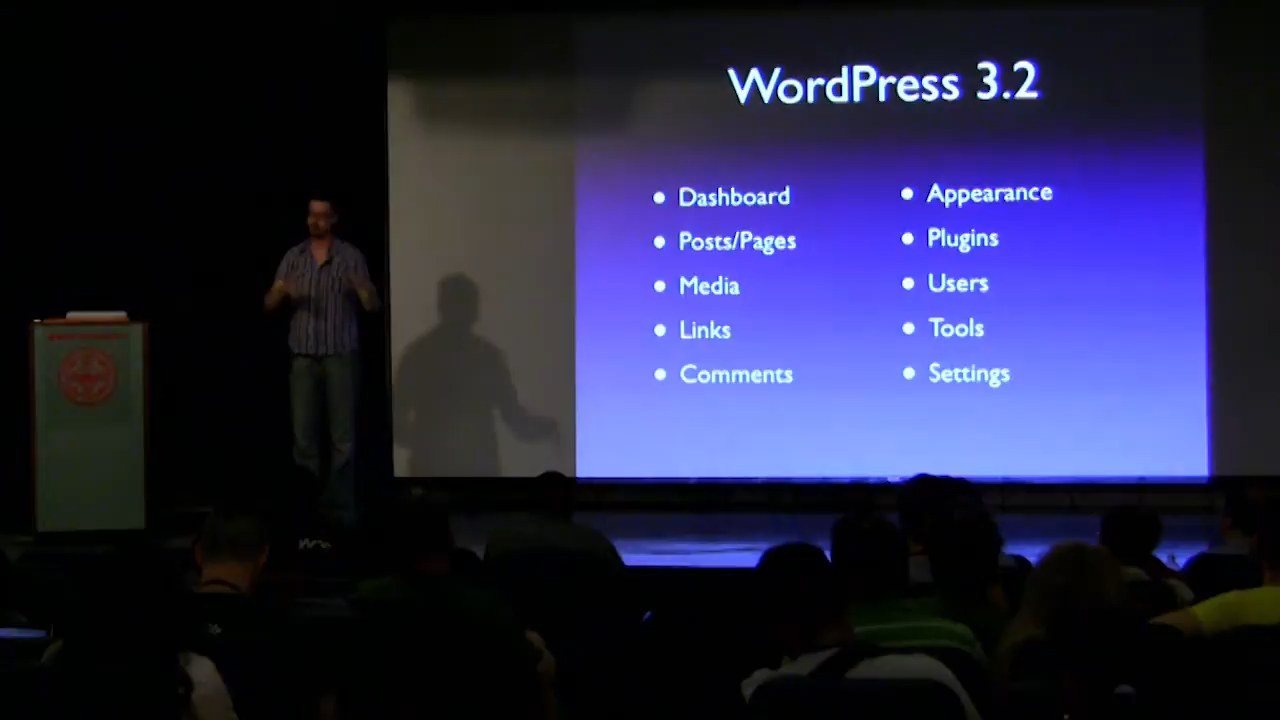 WordPress 3.2
• Dashboard
• Posts/Pages
• Media
• Links
• Comments
• Appearance
• Plugins
• Users
• Tools
• Settings